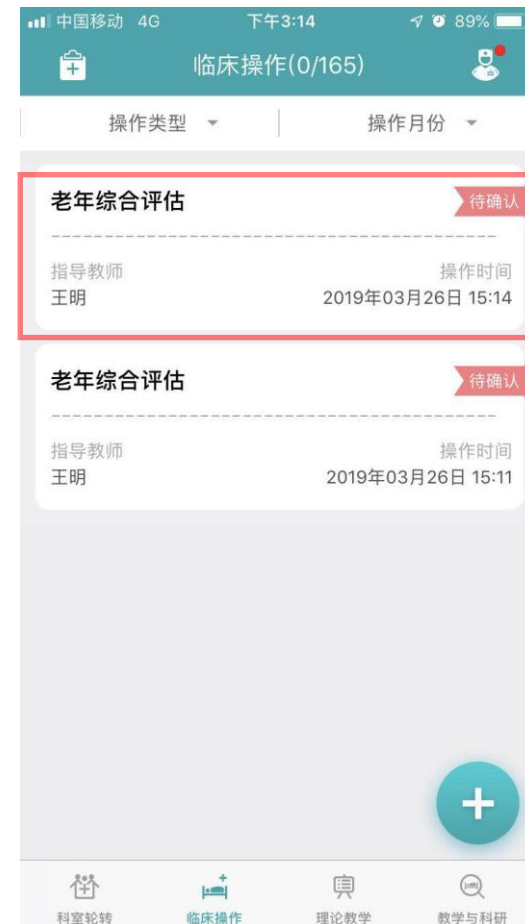 中国移动 4G 下午3:14 89%
临床操作(0/165)
操作类型 操作月份
老年综合评估 待确认
指导教师 操作时间
王明 2019年03月26日 15:14
老年综合评估 待确认
指导教师 操作时间
王明 2019年03月26日 15:11
科室轮转 临床操作 理论教学 教学与科研